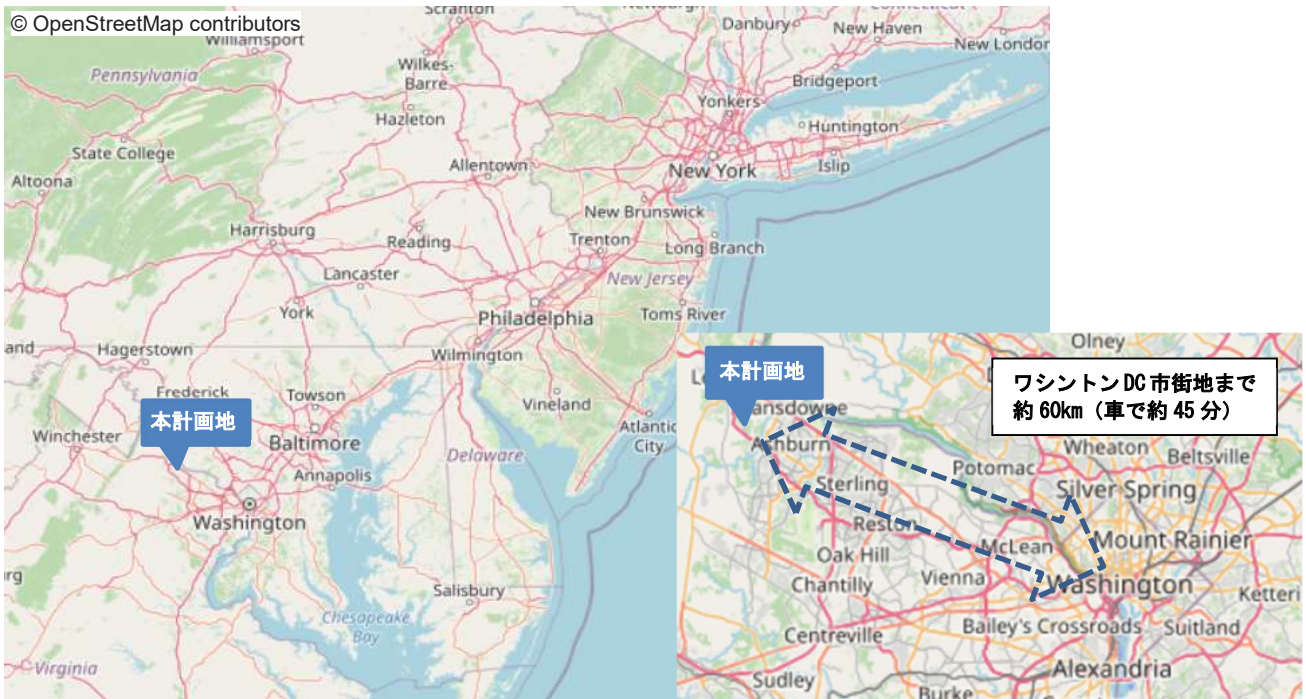 © OpenStreetMap contributors
Scranton
Danbury
New Haven
New London
Williamsport
Wilkes-
Barre
Pennsylvania
Bridgeport
Yonkers
Hazleton
Huntington
State College
Allentown
New York
Islip
Altoona
New Brunswick
Harrisburg
Reading
Trenton
Long Branch
Lancaster
New Jersey
York
Philadelphia
Toms River
Hagerstown
Wilmington
Frederick
Towson
Vineland
Atlantic
City
本計画地
Winchester
Baltimore
Annapolis
Delaware
Washington
Salisbury
Chesapeake
Bay
Virginia
Olney
本計画地
ワシントンDC市街地まで
約60km（車で約45分）
Ashburn
Wheaton
Beltsville
Potomac
Sterling
Silver Spring
Reston
Mount Rainier
Oak Hill
McLean
Chantilly
Vienna
Washington
Bailey's Crossroads
Suitland
Centreville
Alexandria
Sudley